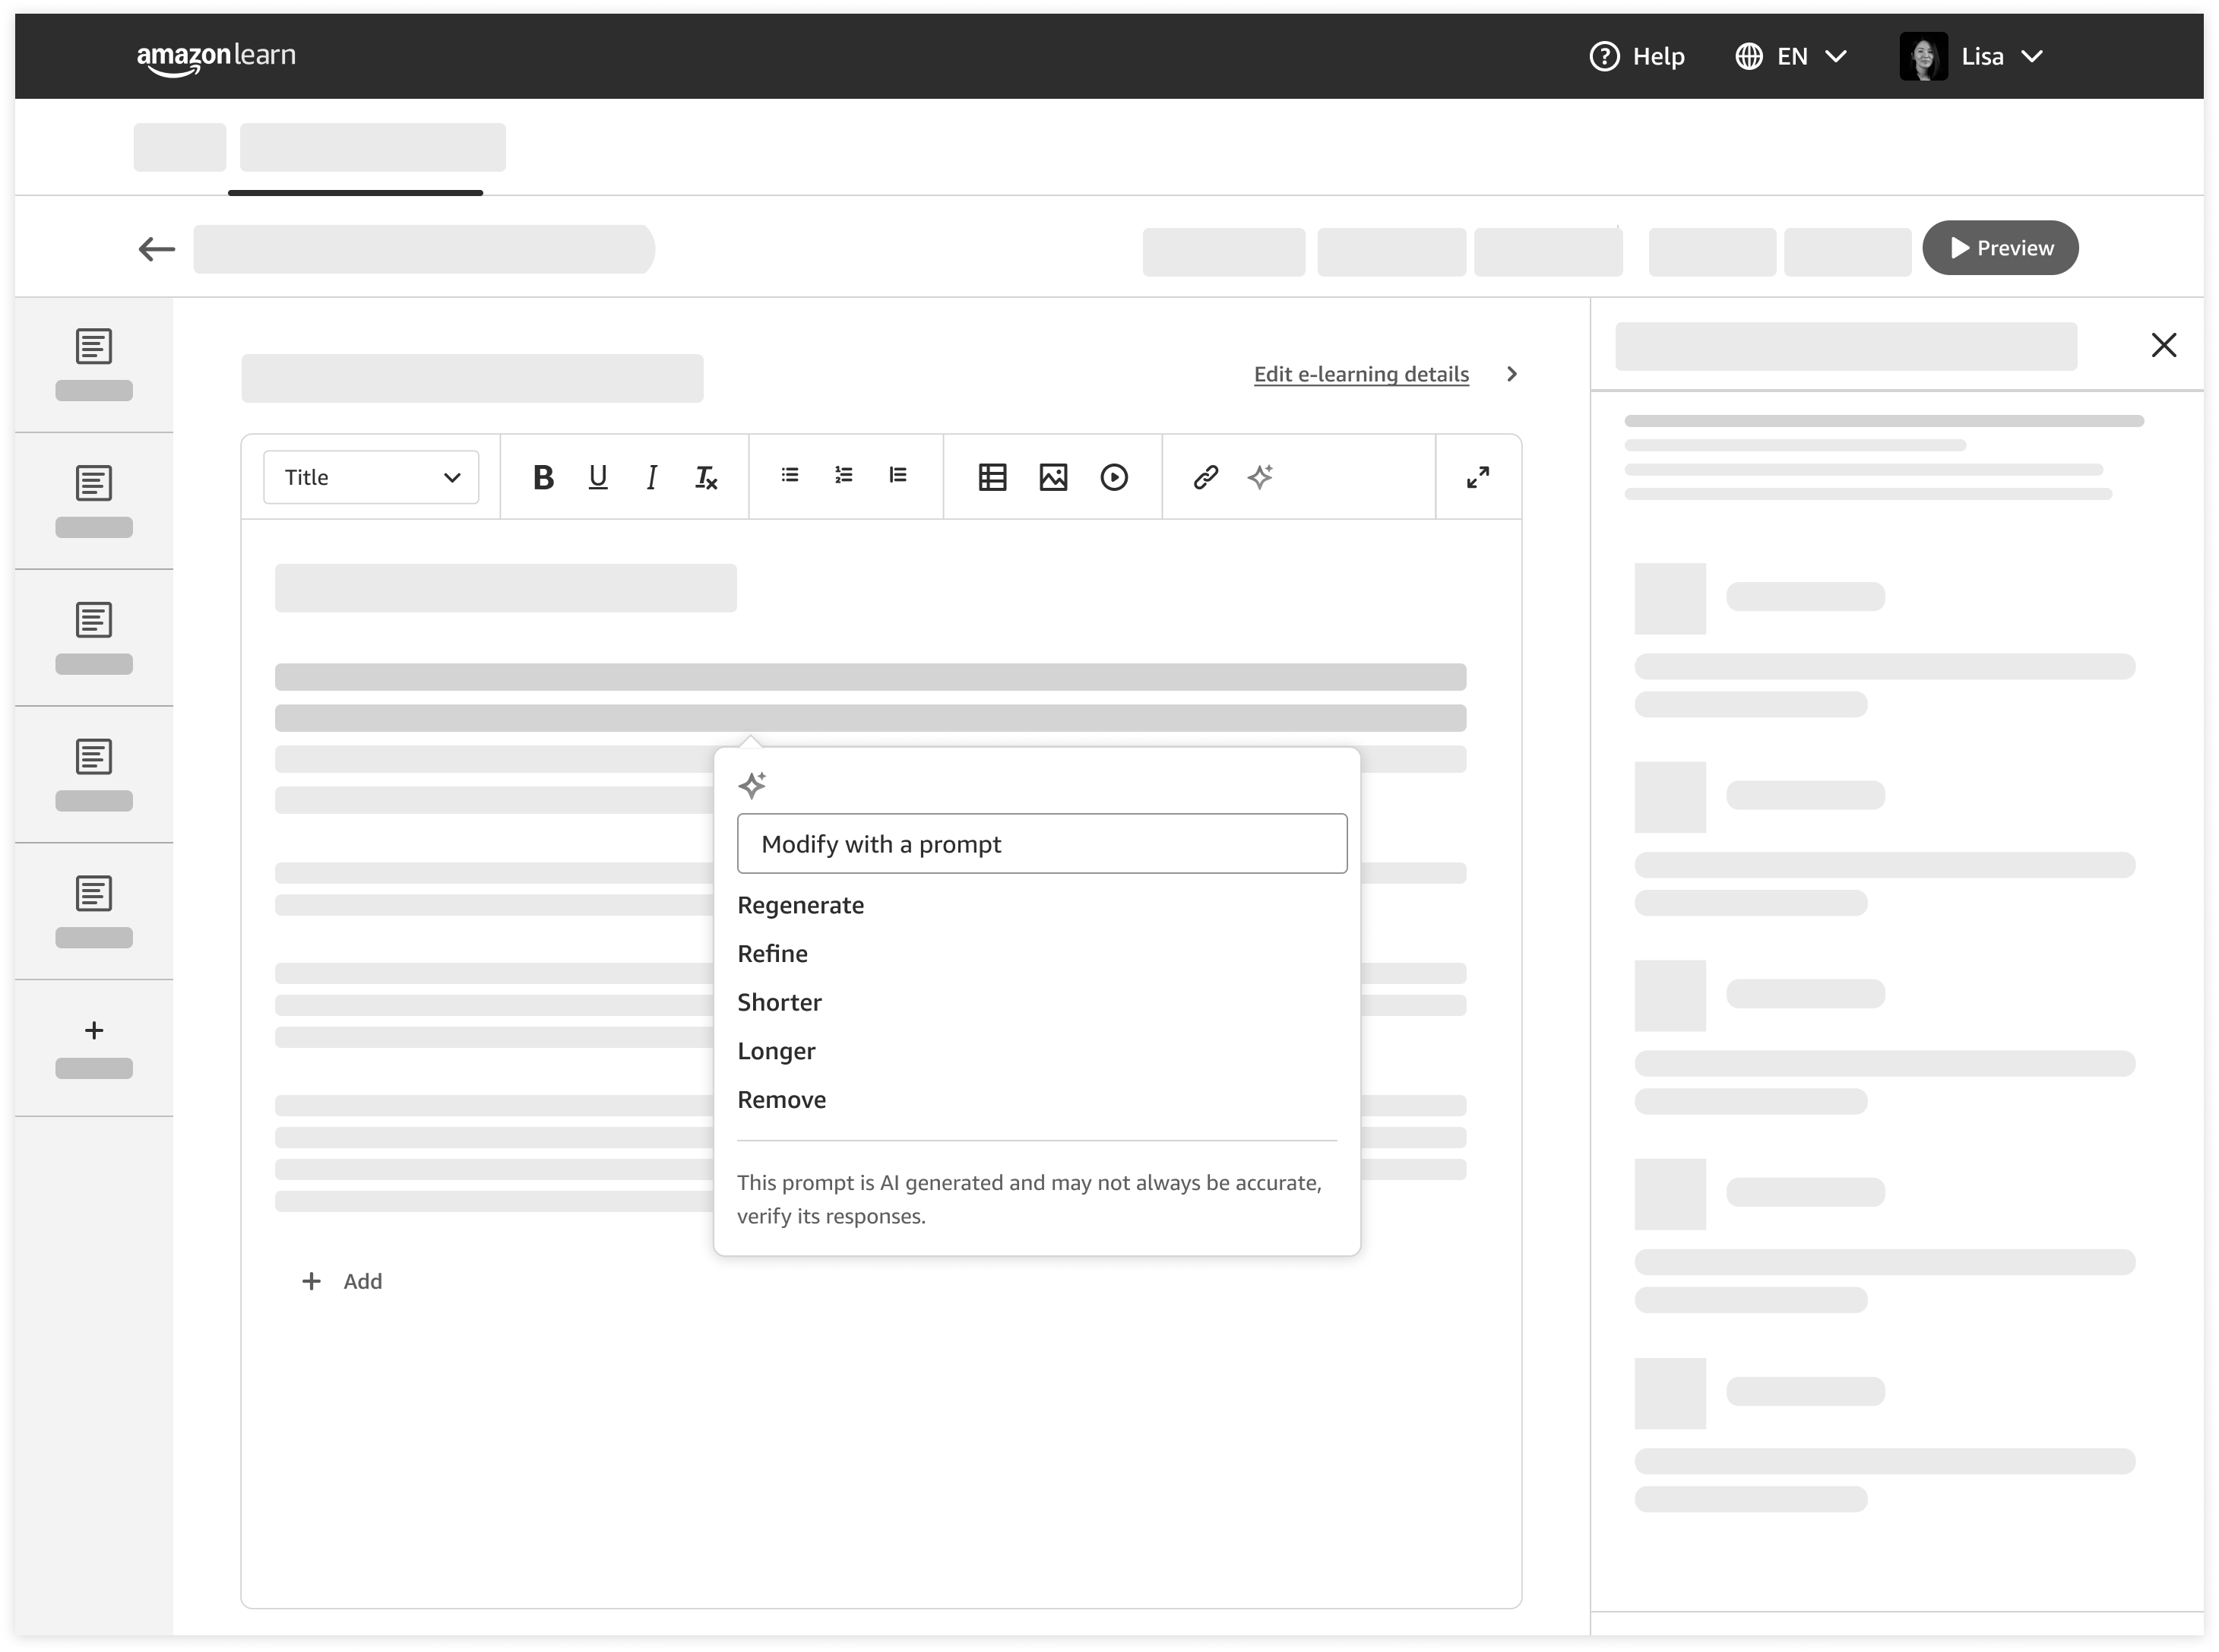 amazon learn
Help
EN
Lisa
Preview
Edit e-learning details
Title
B U I Tx
Modify with a prompt
Regenerate
Refine
Shorter
Longer
Remove
This prompt is AI generated and may not always be accurate,
verify its responses.
Add